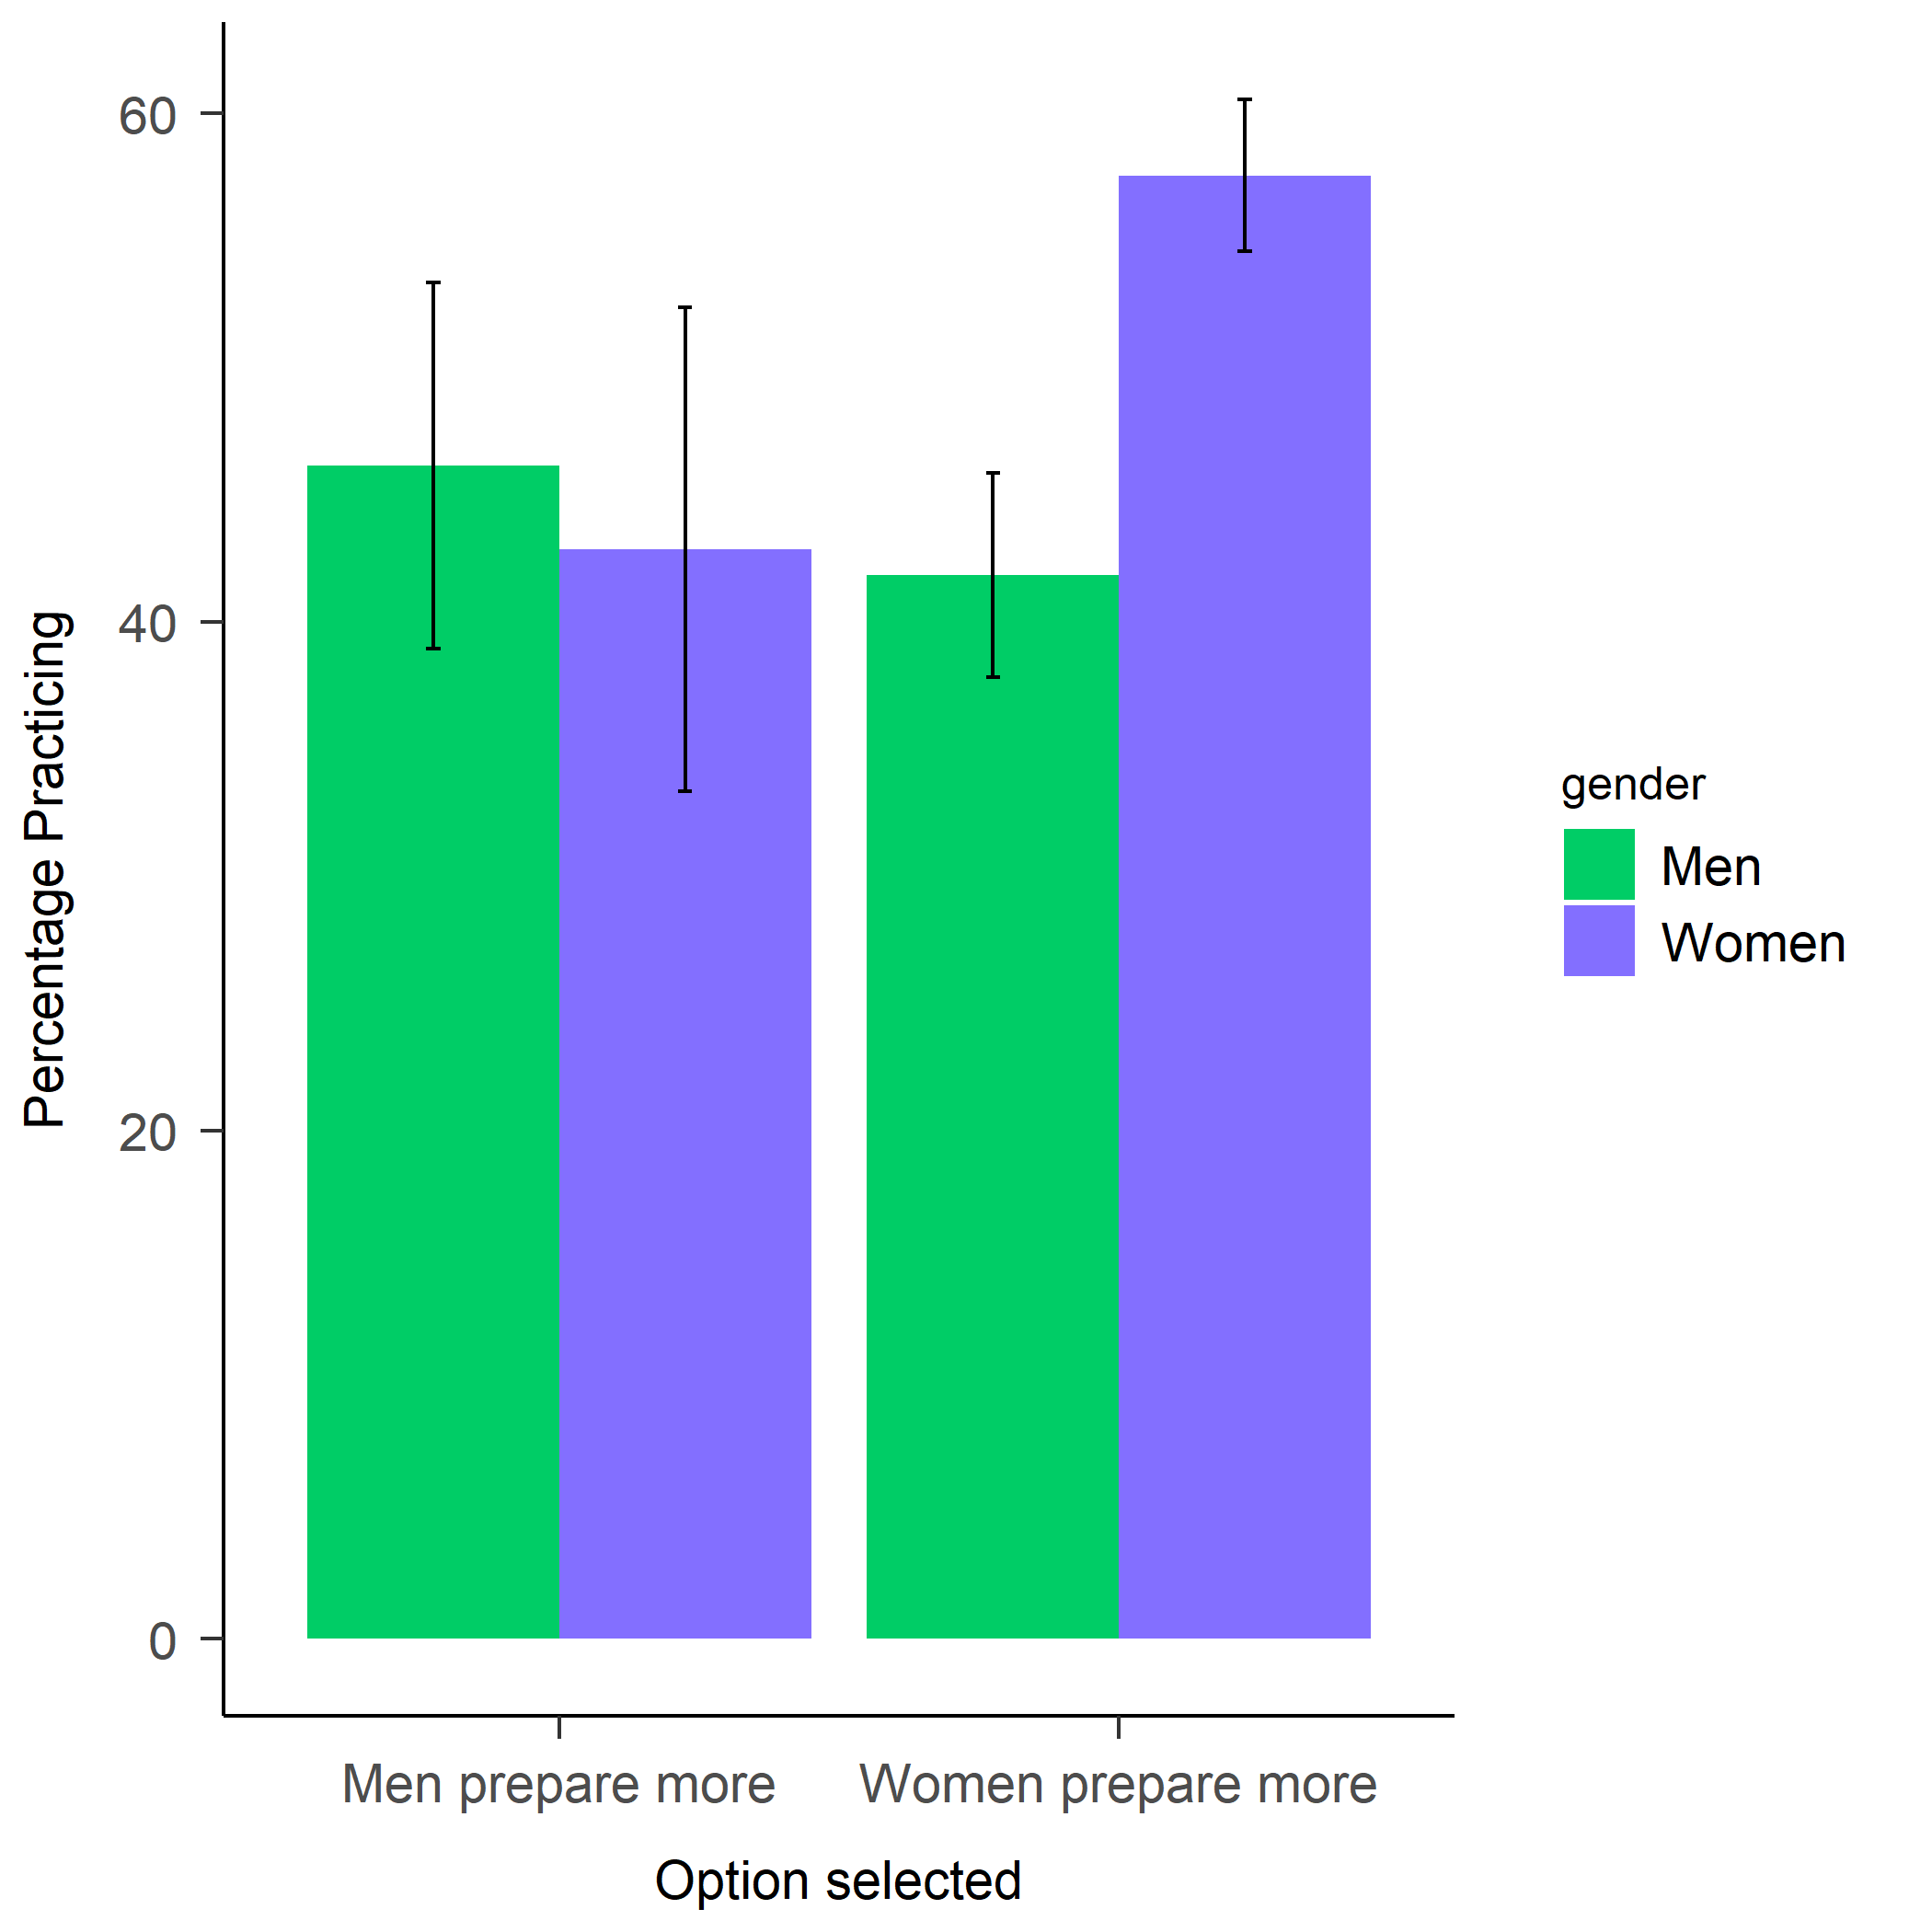 Percentage Practicing
60
40
20
0
Men prepare more
Women prepare more
Option selected
gender
Men
Women